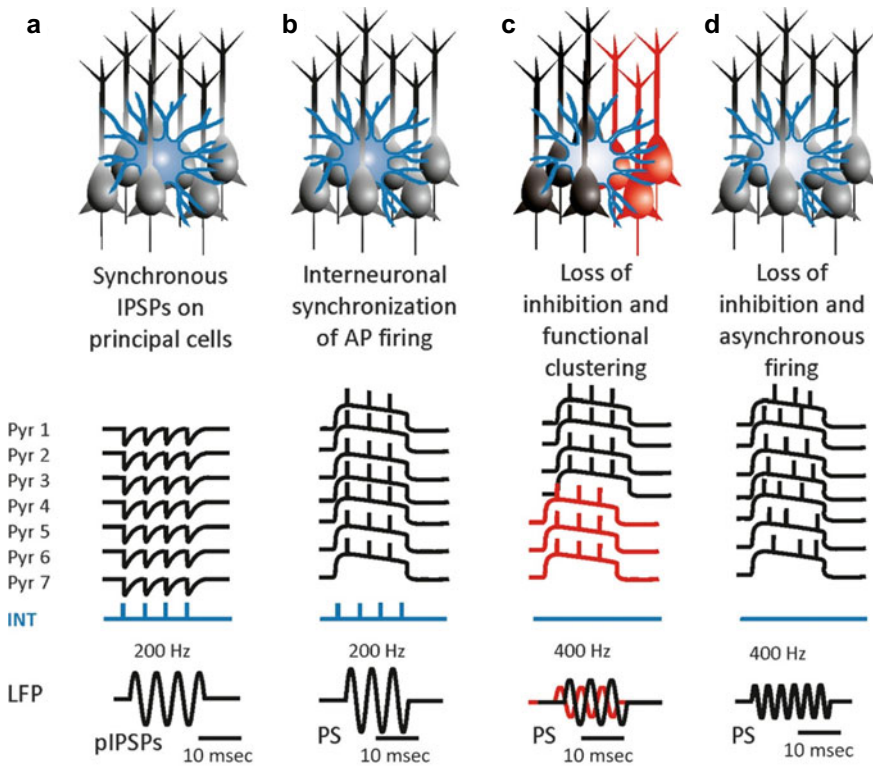 a
b
c
d
Synchronous
IPSPs on
principal cells
Interneuronal
synchronization
of AP firing
Loss of
inhibition and
functional
clustering
Loss of
inhibition and
asynchronous
firing
Pyr 1
Pyr 2
Pyr 3
Pyr 4
Pyr 5
Pyr 6
Pyr 7
INT
200 Hz
200 Hz
400 Hz
400 Hz
LFP
pIPSPs
10 msec
PS
10 msec
PS
10 msec
PS
10 msec